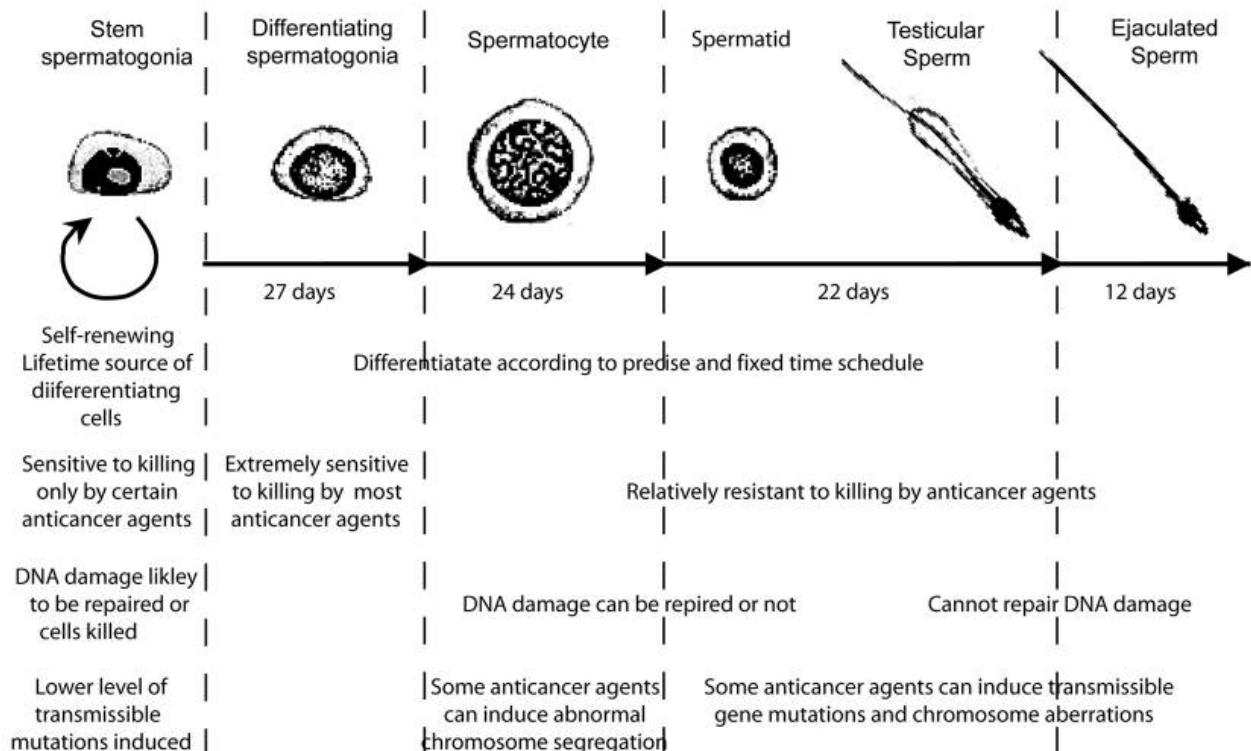 Stem
spermatogonia
Differentiating
spermatogonia
Spermatocyte
Spermatid
Testicular
Sperm
Ejaculated
Sperm
27 days
24 days
22 days
12 days
Self-renewing
Lifetime source of
diifererentiatng
cells
Differentiatate according to precise and fixed time schedule
Sensitive to killing
only by certain
anticancer agents
Extremely sensitive
to killing by most
anticancer agents
Relatively resistant to killing by anticancer agents
DNA damage likley
to be repaired or
cells killed
DNA damage can be repired or not
Cannot repair DNA damage
Lower level of
transmissible
mutations induced
Some anticancer agents
can induce abnormal
chromosome segregation
Some anticancer agents can induce transmissible
gene mutations and chromosome aberrations